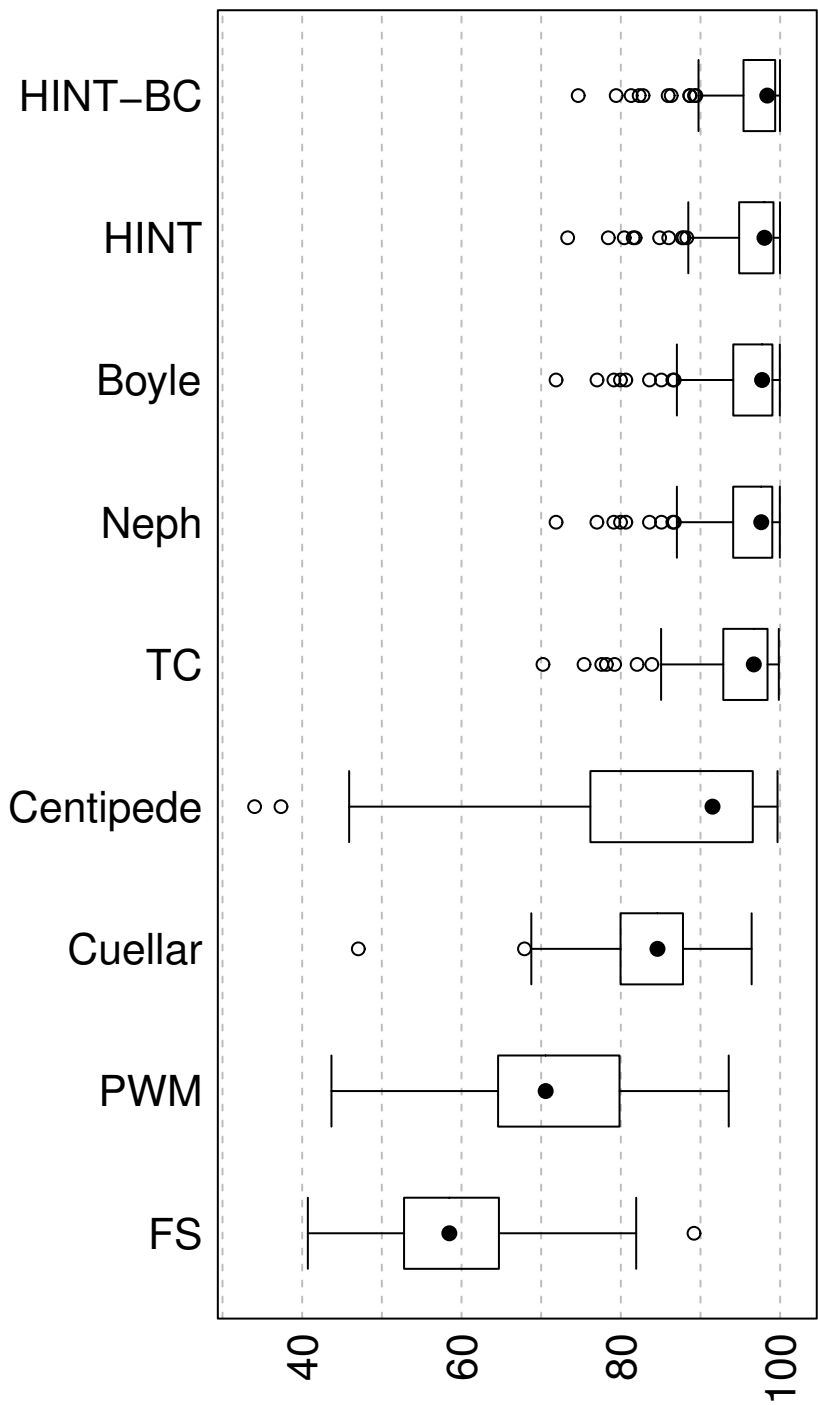 HINT−BC
HINT
Boyle
Neph
TC
Centipede
Cuellar
PWM
FS
40
60
80
100